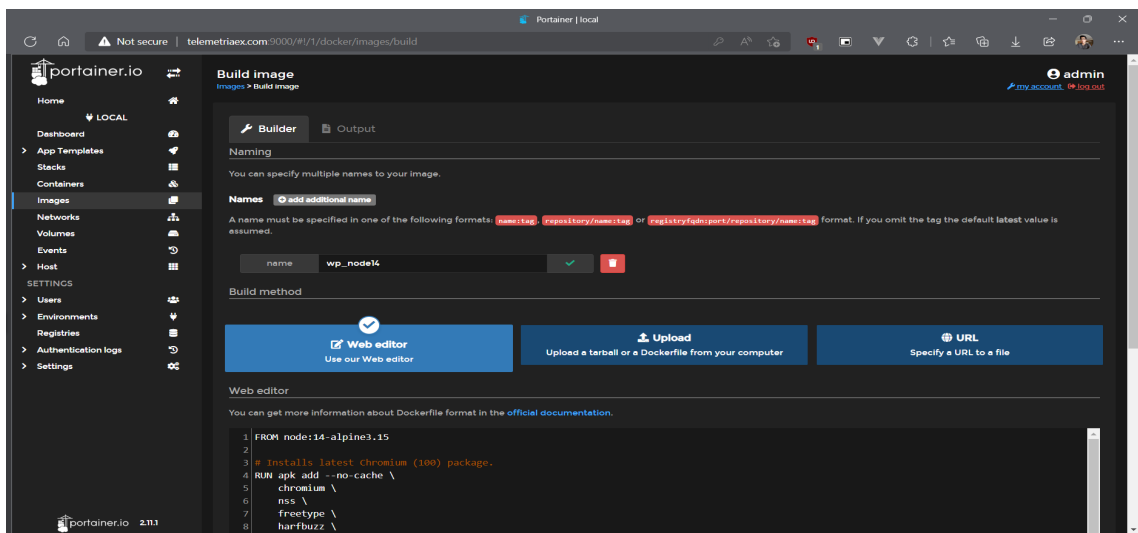 Portainer | local
Not secure | telemetriaex.com:9000/#!/1/docker/images/build
portainer.io
Home
LOCAL
Dashboard
App Templates
Stacks
Containers
Images
Networks
Volumes
Events
Host
SETTINGS
Users
Environments
Registries
Authentication logs
Settings
portainer.io 2.11.1
Build image
Images > Build image
admin
my account log out
Builder Output
Naming
You can specify multiple names to your image.
Names add additional name
A name must be specified in one of the following formats: name:tag, repository/name:tag or registryfqdn:port/repository/name:tag format. If you omit the tag the default latest value is
assumed.
name wp_node14
Build method
Web editor
Use our Web editor
Upload
Upload a tarball or a Dockerfile from your computer
URL
Specify a URL to a file
Web editor
You can get more information about Dockerfile format in the official documentation.
1 FROM node:14-alpine3.15
2
3 # Installs latest Chromium (100) package.
4 RUN apk add --no-cache \
5 chromium \
6 nss \
7 freetype \
8 harfbuzz \